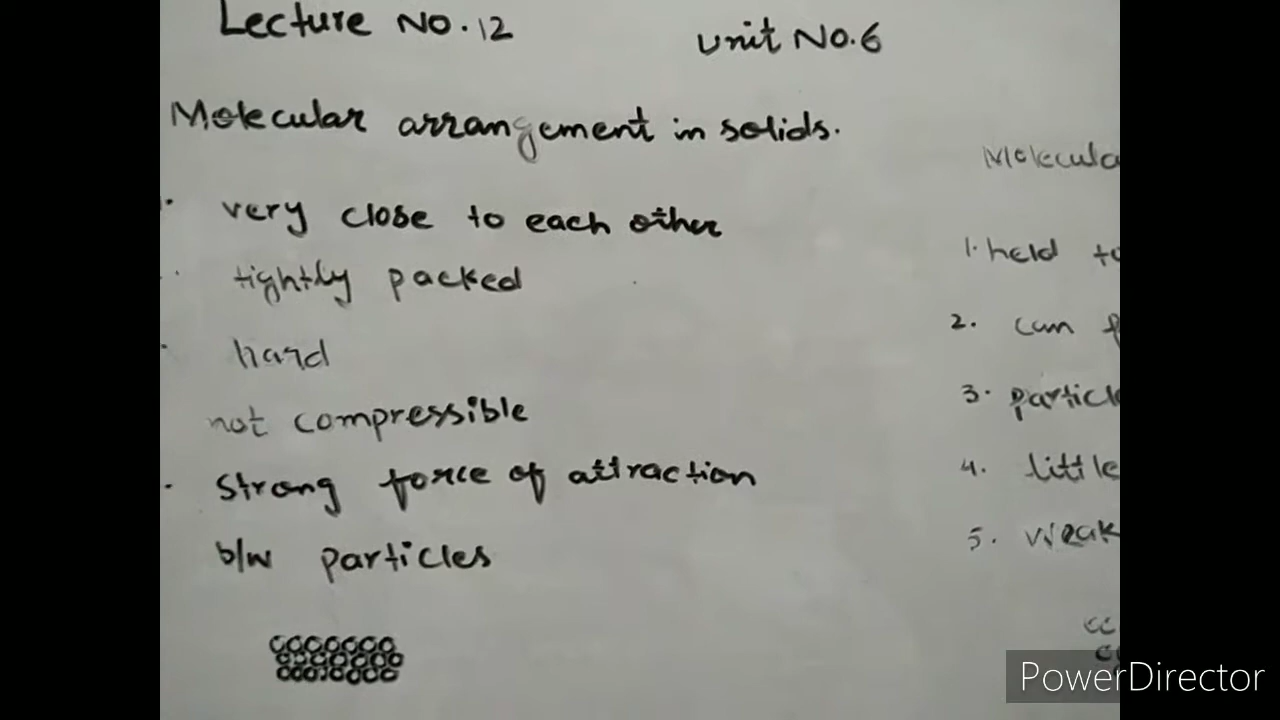 Lecture No.12
Unit No.6
Molecular arrangement in solids.
very close to each other
tightly packed
hard
not compressible
strong force of attraction
b/w particles
Molecula
1. held to
2. can f
3. particle
4. little
5. Weak
PowerDirector